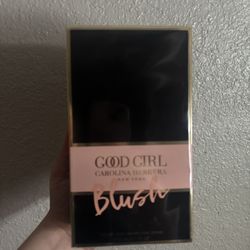 GOOD GIRL
CAROLINA HERRERA
NEW YORK
Blush